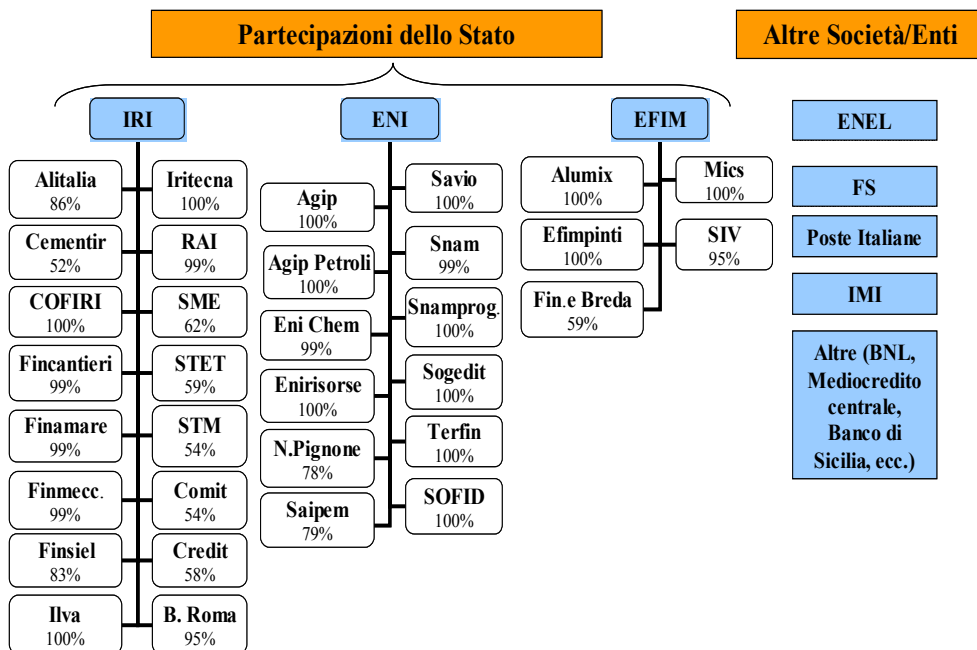 Partecipazioni dello Stato
Altre Società/Enti
IRI
Alitalia
86%
Iritecna
100%
Cementir
52%
RAI
99%
COFIRI
100%
SME
62%
Fincantieri
99%
STET
59%
Finamare
99%
STM
54%
Finmecc.
99%
Comit
54%
Finsiel
83%
Credit
58%
Ilva
100%
B. Roma
95%
ENI
Agip
100%
Savio
100%
Agip Petroli
100%
Snam
99%
Eni Chem
99%
Snamprog.
100%
Enirisorse
100%
Sogedit
100%
N.Pignone
78%
Terfin
100%
Saipem
79%
SOFID
100%
EFIM
Alumix
100%
Mics
100%
Efimpinti
100%
SIV
95%
Fin.e Breda
59%
ENEL
FS
Poste Italiane
IMI
Altre (BNL,
Mediocredito
centrale,
Banco di
Sicilia, ecc.)